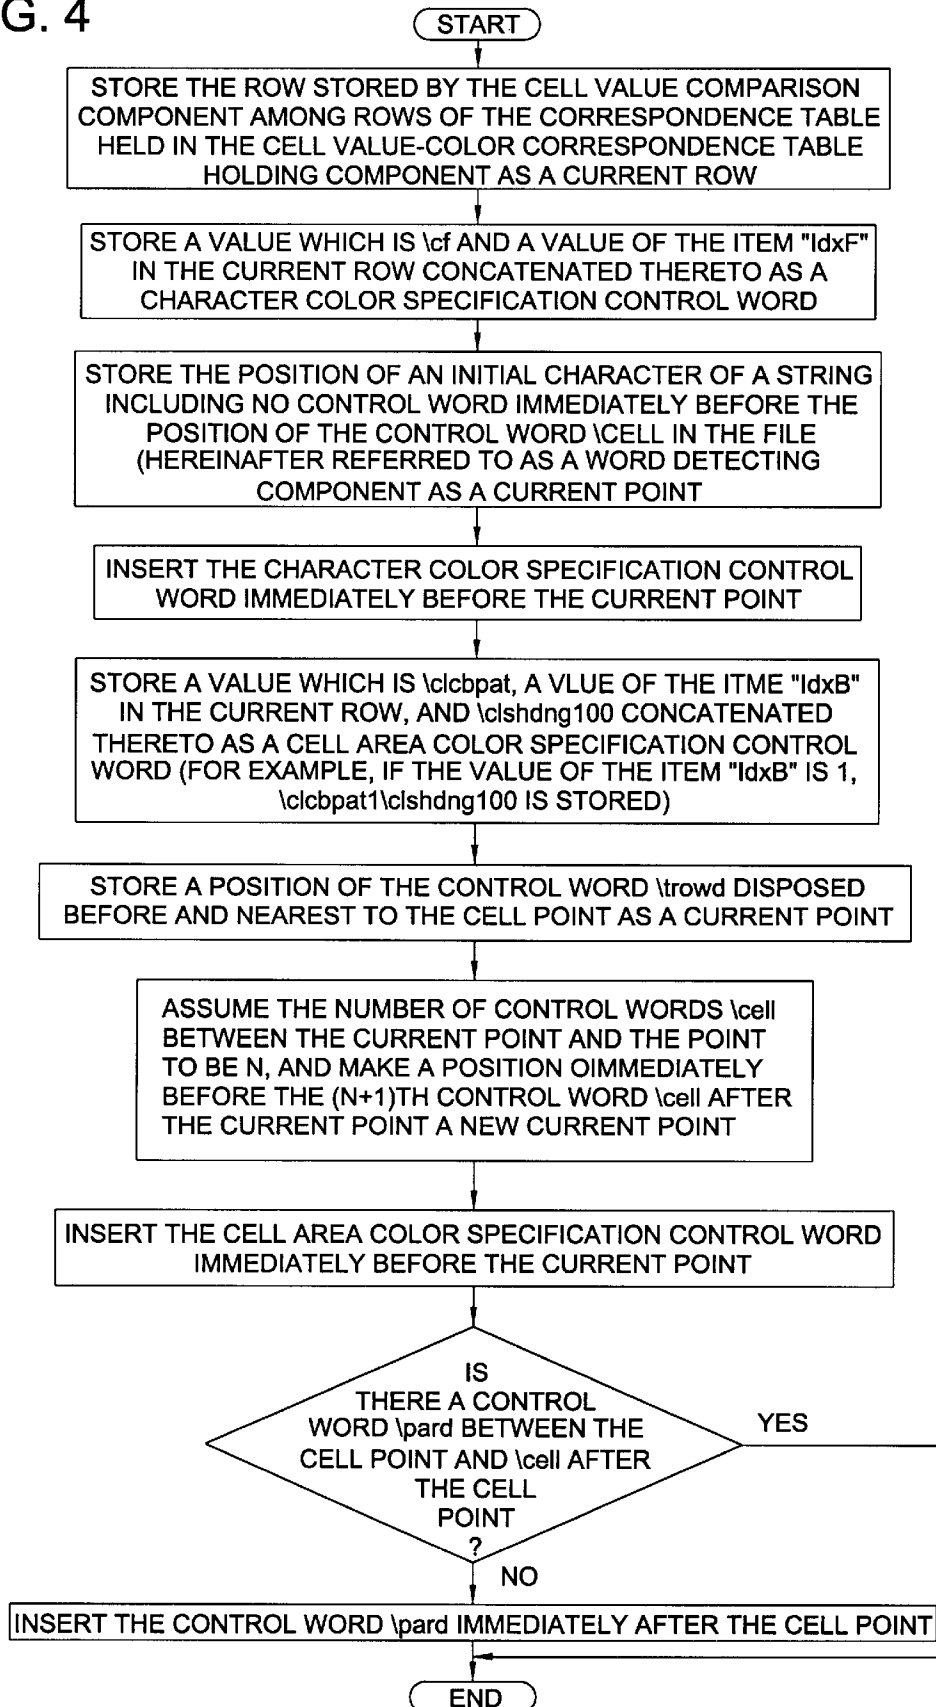 G. 4
START
STORE THE ROW STORED BY THE CELL VALUE COMPARISON
COMPONENT AMONG ROWS OF THE CORRESPONDENCE TABLE
HELD IN THE CELL VALUE-COLOR CORRESPONDENCE TABLE
HOLDING COMPONENT AS A CURRENT ROW
STORE A VALUE WHICH IS \cf AND A VALUE OF THE ITEM "IdxF"
IN THE CURRENT ROW CONCATENATED THERETO AS A
CHARACTER COLOR SPECIFICATION CONTROL WORD
STORE THE POSITION OF AN INITIAL CHARACTER OF A STRING
INCLUDING NO CONTROL WORD IMMEDIATELY BEFORE THE
POSITION OF THE CONTROL WORD \CELL IN THE FILE
(HEREINAFTER REFERRED TO AS A WORD DETECTING
COMPONENT AS A CURRENT POINT
INSERT THE CHARACTER COLOR SPECIFICATION CONTROL
WORD IMMEDIATELY BEFORE THE CURRENT POINT
STORE A VALUE WHICH IS \clcbpat, A VLUE OF THE ITME "IdxB"
IN THE CURRENT ROW, AND \clshdng100 CONCATENATED
THERETO AS A CELL AREA COLOR SPECIFICATION CONTROL
WORD (FOR EXAMPLE, IF THE VALUE OF THE ITEM "IdxB" IS 1,
\clcbpat1\clshdng100 IS STORED)
STORE A POSITION OF THE CONTROL WORD \trowd DISPOSED
BEFORE AND NEAREST TO THE CELL POINT AS A CURRENT POINT
ASSUME THE NUMBER OF CONTROL WORDS \cell
BETWEEN THE CURRENT POINT AND THE POINT
TO BE N, AND MAKE A POSITION OIMMEDIATELY
BEFORE THE (N+1)TH CONTROL WORD \cell AFTER
THE CURRENT POINT A NEW CURRENT POINT
INSERT THE CELL AREA COLOR SPECIFICATION CONTROL WORD
IMMEDIATELY BEFORE THE CURRENT POINT
IS
THERE A CONTROL
WORD \pard BETWEEN THE
CELL POINT AND \cell AFTER
THE CELL
POINT
?
YES
NO
INSERT THE CONTROL WORD \pard IMMEDIATELY AFTER THE CELL POINT
END